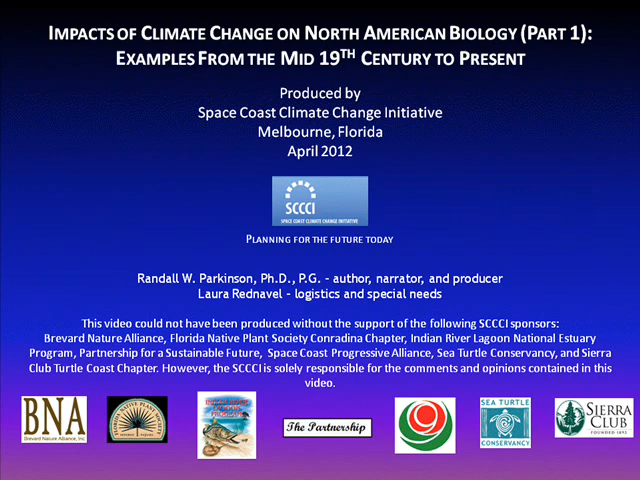 IMPACTS OF CLIMATE CHANGE ON NORTH AMERICAN BIOLOGY (PART 1):
EXAMPLES FROM THE MID 19TH CENTURY TO PRESENT
Produced by
Space Coast Climate Change Initiative
Melbourne, Florida
April 2012
SCCCI
SPACE COAST CLIMATE CHANGE INITIATIVE
PLANNING FOR THE FUTURE TODAY
Randall W. Parkinson, Ph.D., P.G. - author, narrator, and producer
Laura Rednavel - logistics and special needs
This video could not have been produced without the support of the following SCCCI sponsors:
Brevard Nature Alliance, Florida Native Plant Society Conradina Chapter, Indian River Lagoon National Estuary
Program, Partnership for a Sustainable Future, Space Coast Progressive Alliance, Sea Turtle Conservancy, and Sierra
Club Turtle Coast Chapter. However, the SCCCI is solely responsible for the comments and opinions contained in this
video.
BNA
Brevard Nature Alliance, Inc.
The Partnership
SEA TURTLE
CONSERVANCY
SIERRA
CLUB
FOUNDED 1892